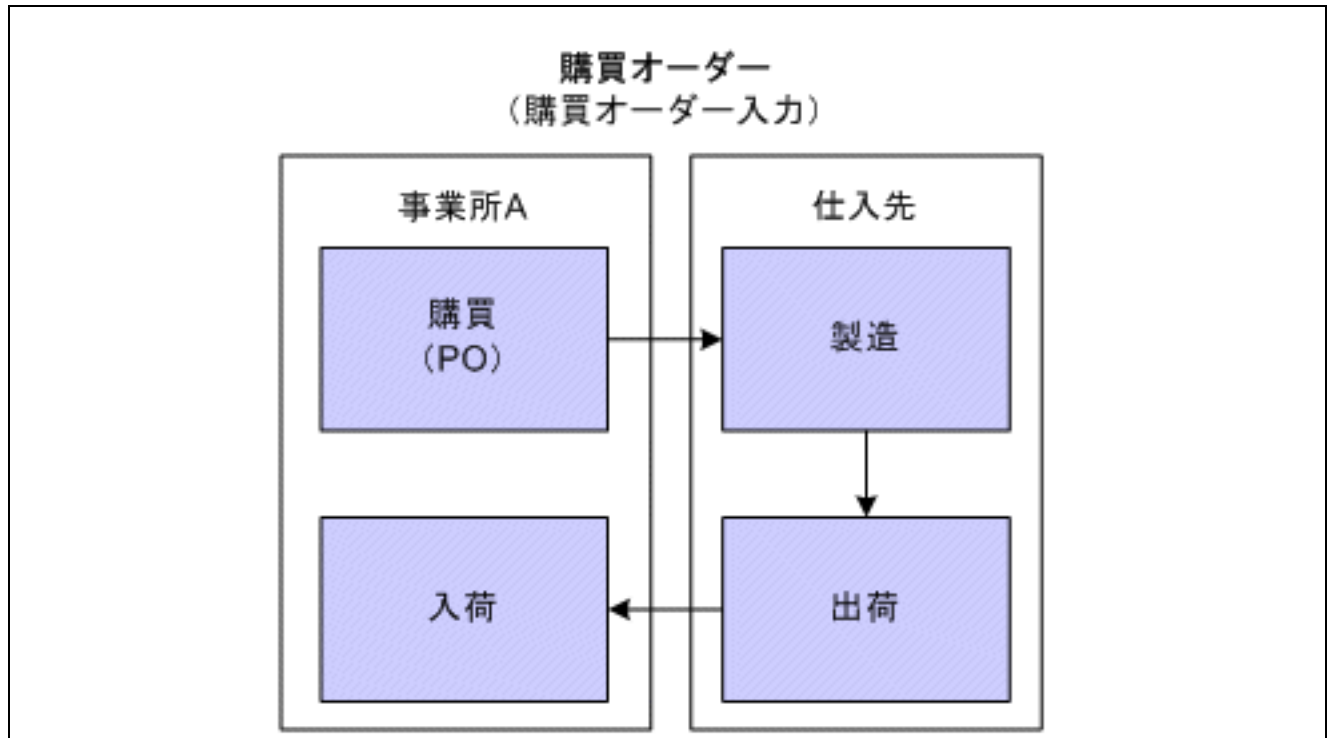 購買オーダー
（購買オーダー入力）
事業所A
仕入先
購買
（PO）
製造
入荷
出荷